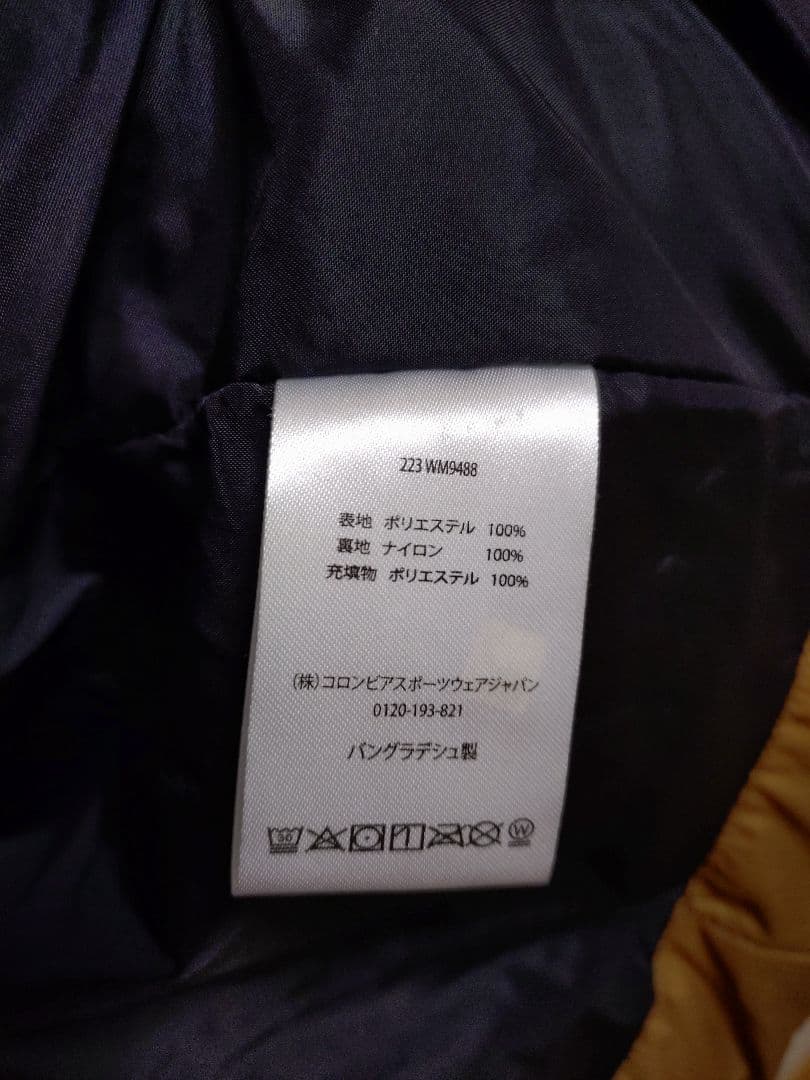 223 WM9488
表地 ポリエステル 100%
裏地 ナイロン 100%
充填物 ポリエステル 100%
(株)コロンビアスポーツウェアジャパン
0120-193-821
バングラデシュ製
30 W